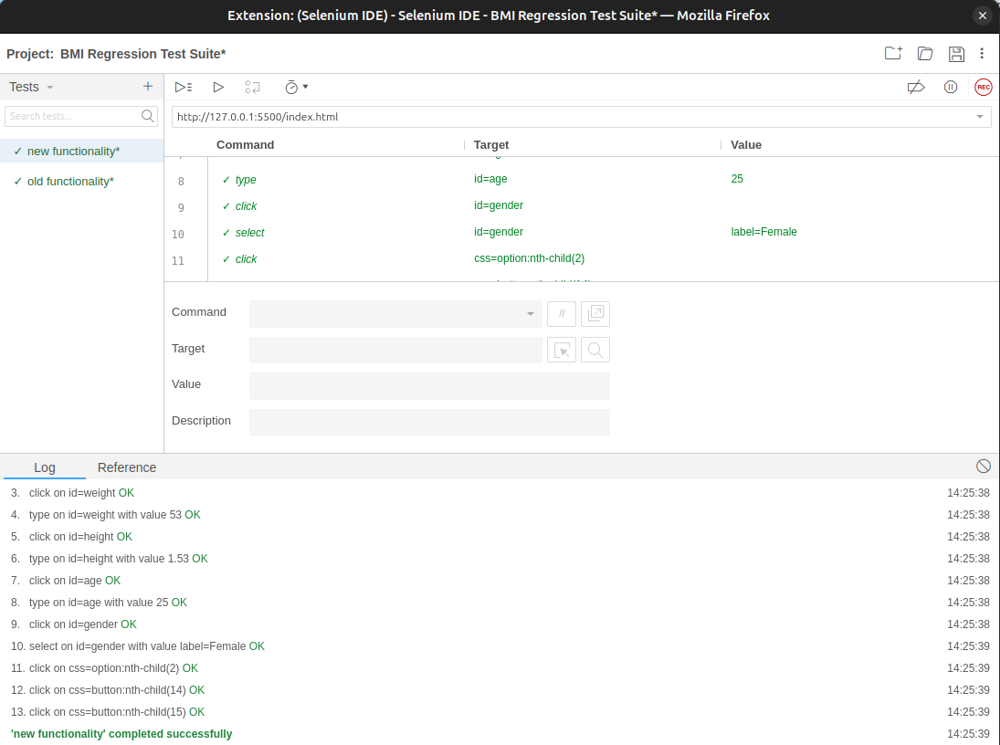 Extension: (Selenium IDE) - Selenium IDE - BMI Regression Test Suite* — Mozilla Firefox
Project: BMI Regression Test Suite*
Tests
+
REC
Search tests...
http://127.0.0.1:5500/index.html
Command Target Value
✓ new functionality*
✓ old functionality*
8 ✓ type id=age 25
9 ✓ click id=gender
10 ✓ select id=gender label=Female
11 ✓ click css=option:nth-child(2)
Command //
Target
Value
Description
Log Reference
3. click on id=weight OK 14:25:38
4. type on id=weight with value 53 OK 14:25:38
5. click on id=height OK 14:25:38
6. type on id=height with value 1.53 OK 14:25:38
7. click on id=age OK 14:25:38
8. type on id=age with value 25 OK 14:25:38
9. click on id=gender OK 14:25:38
10. select on id=gender with value label=Female OK 14:25:39
11. click on css=option:nth-child(2) OK 14:25:39
12. click on css=button:nth-child(14) OK 14:25:39
13. click on css=button:nth-child(15) OK 14:25:39
'new functionality' completed successfully 14:25:39